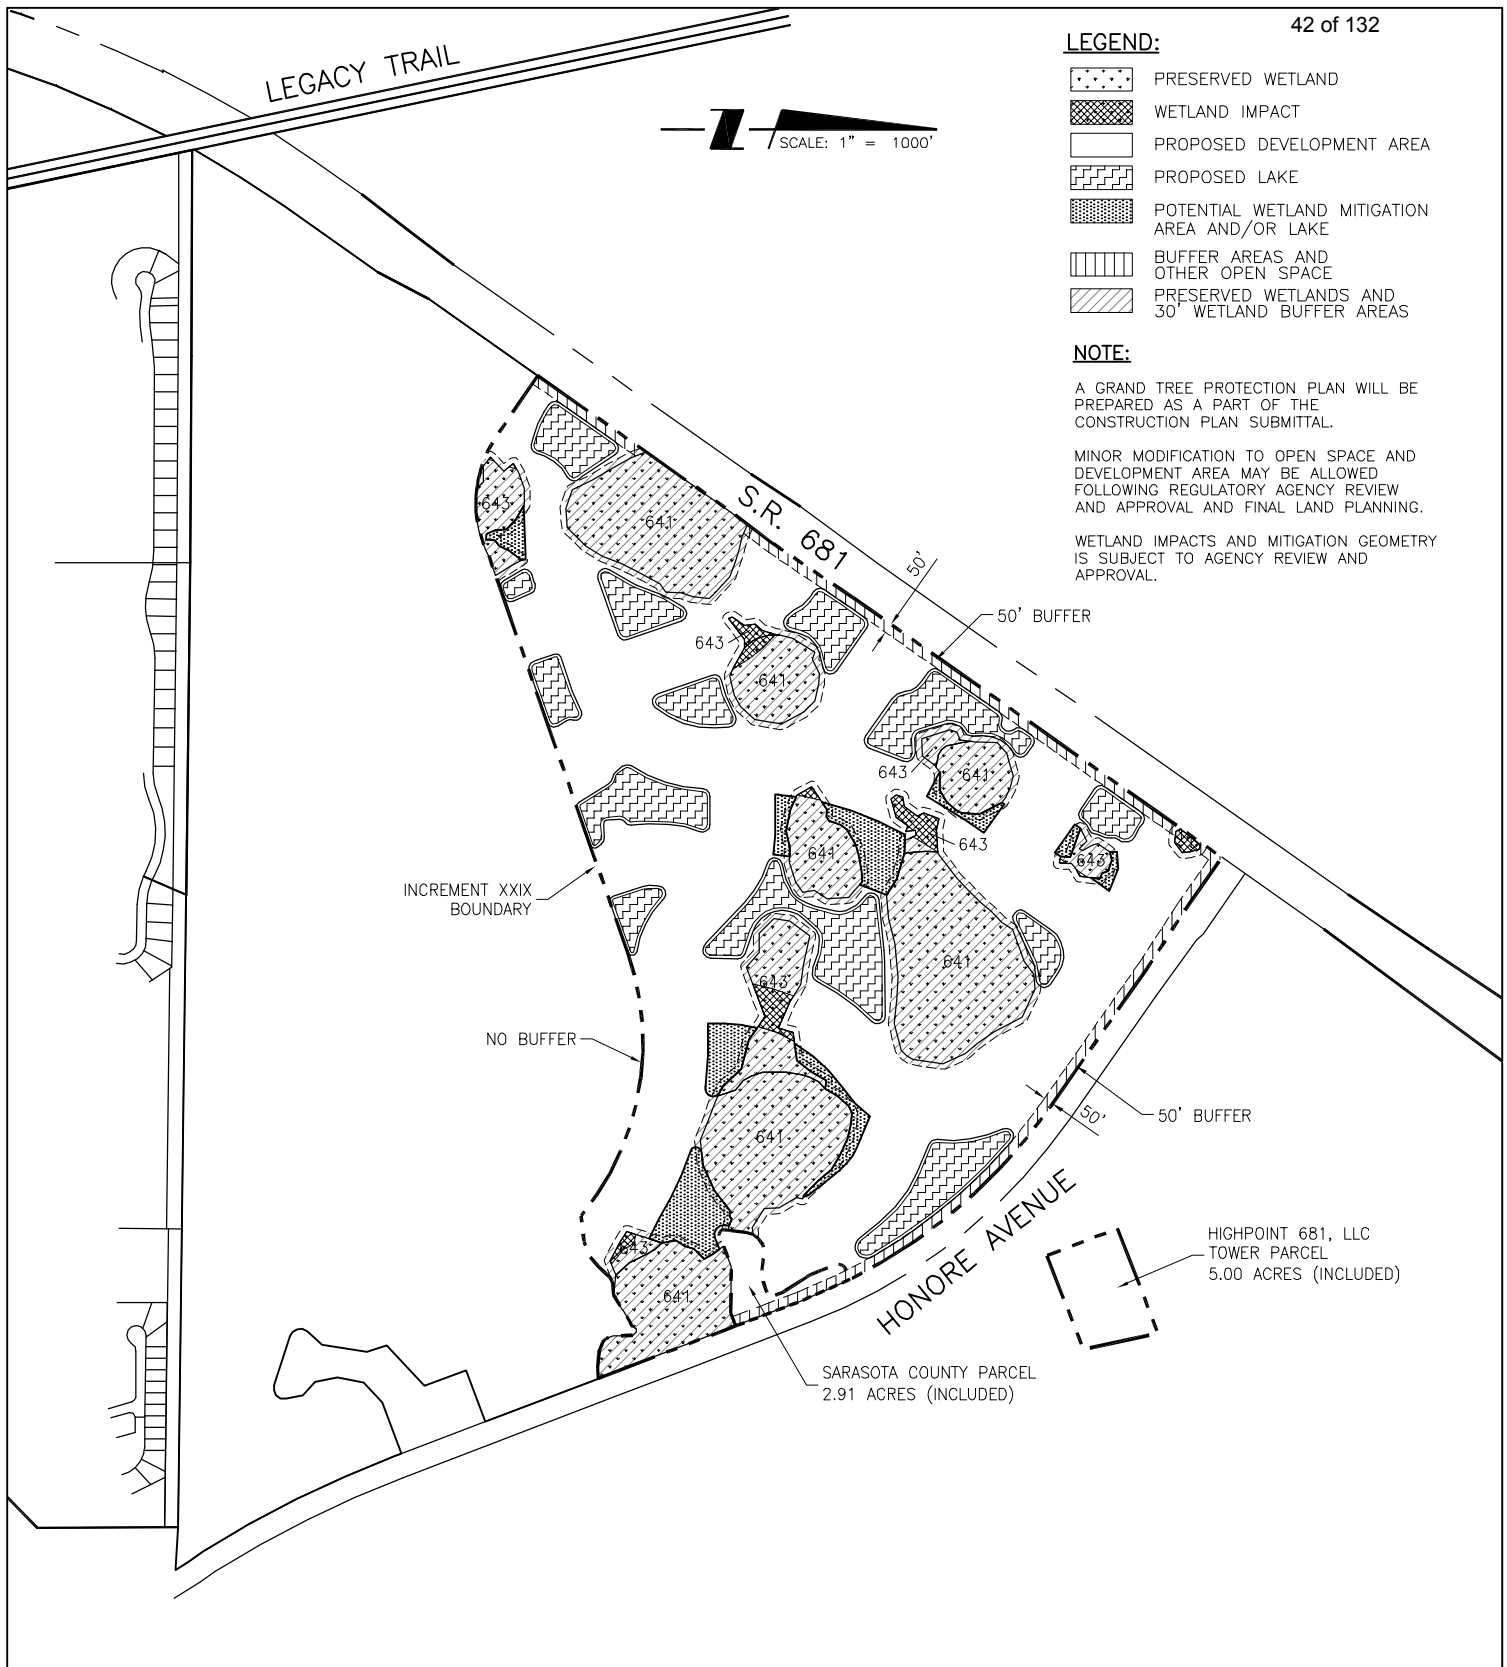 42 of 132
LEGEND:
PRESERVED WETLAND
WETLAND IMPACT
PROPOSED DEVELOPMENT AREA
PROPOSED LAKE
POTENTIAL WETLAND MITIGATION
AREA AND/OR LAKE
BUFFER AREAS AND
OTHER OPEN SPACE
PRESERVED WETLANDS AND
30' WETLAND BUFFER AREAS
NOTE:
A GRAND TREE PROTECTION PLAN WILL BE
PREPARED AS A PART OF THE
CONSTRUCTION PLAN SUBMITTAL.
MINOR MODIFICATION TO OPEN SPACE AND
DEVELOPMENT AREA MAY BE ALLOWED
FOLLOWING REGULATORY AGENCY REVIEW
AND APPROVAL AND FINAL LAND PLANNING.
WETLAND IMPACTS AND MITIGATION GEOMETRY
IS SUBJECT TO AGENCY REVIEW AND
APPROVAL.
LEGACY TRAIL
Z
SCALE: 1" = 1000'
S.R. 681
50'
50' BUFFER
643
641
643
641
643
641
641
643
643
INCREMENT XXIX
BOUNDARY
641
643
NO BUFFER
641
50'
50' BUFFER
643
641
HONORE AVENUE
HIGHPOINT 681, LLC
TOWER PARCEL
5.00 ACRES (INCLUDED)
SARASOTA COUNTY PARCEL
2.91 ACRES (INCLUDED)